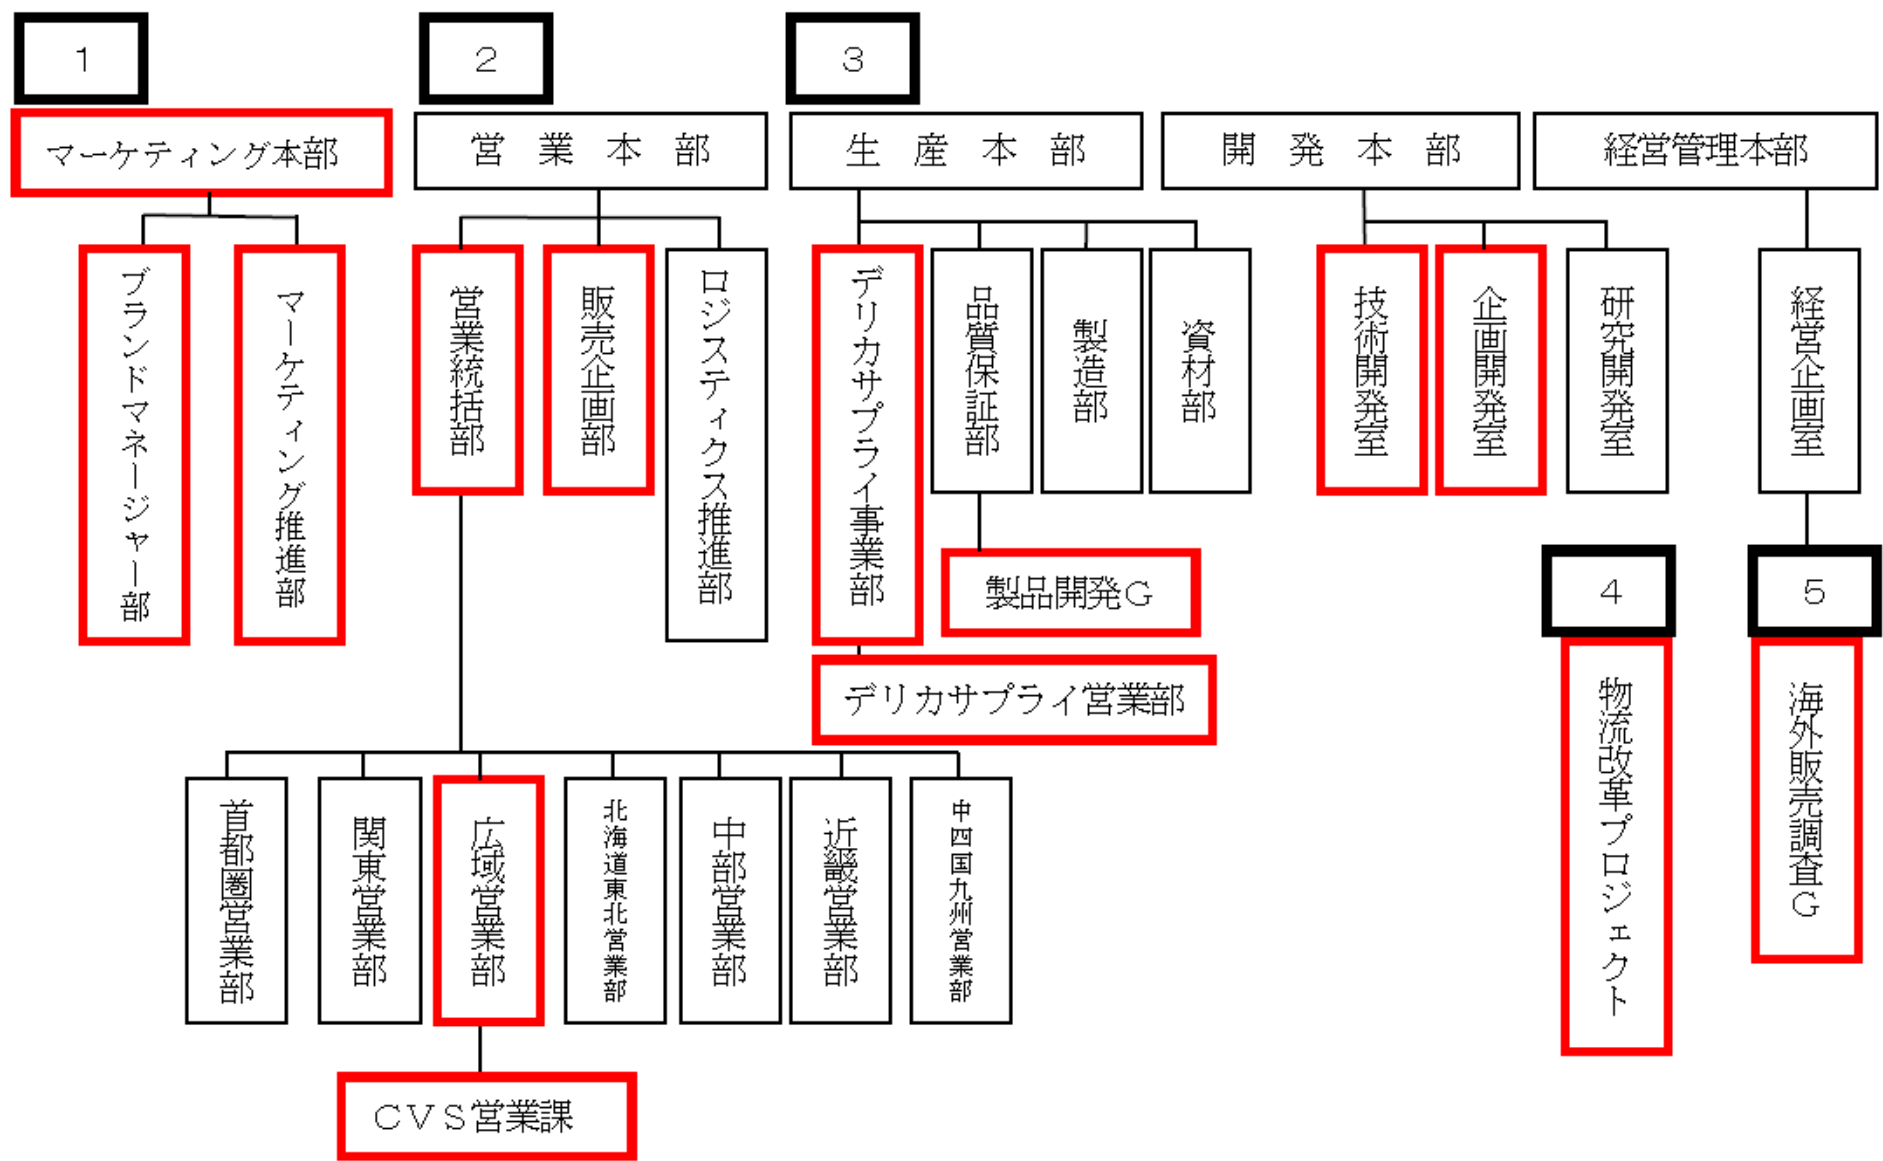 １
２
３
マーケティング本部
営業本部
生産本部
開発本部
経営管理本部
ブランドマネージャー部
マーケティング推進部
営業統括部
販売企画部
ロジスティクス推進部
デリカサプライ事業部
品質保証部
製造部
資材部
技術開発室
企画開発室
研究開発室
経営企画室
製品開発Ｇ
４
５
デリカサプライ営業部
物流改革プロジェクト
海外販売調査Ｇ
首都圏営業部
関東営業部
広域営業部
北海道東北営業部
中部営業部
近畿営業部
中四国九州営業部
ＣＶＳ営業課